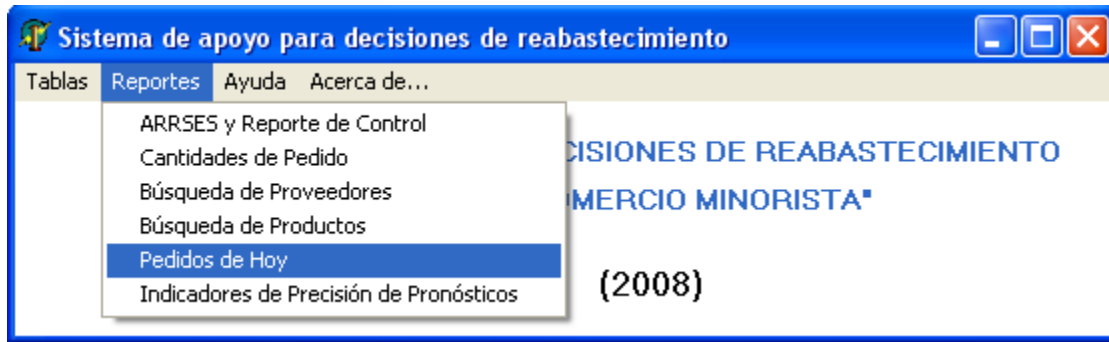 Sistema de apoyo para decisiones de reabastecimiento
Tablas Reportes Ayuda Acerca de...
ARRSES y Reporte de Control
Cantidades de Pedido
Búsqueda de Proveedores
Búsqueda de Productos
Pedidos de Hoy
Indicadores de Precisión de Pronósticos
CISIONES DE REABASTECIMIENTO
MERCIO MINORISTA"
(2008)